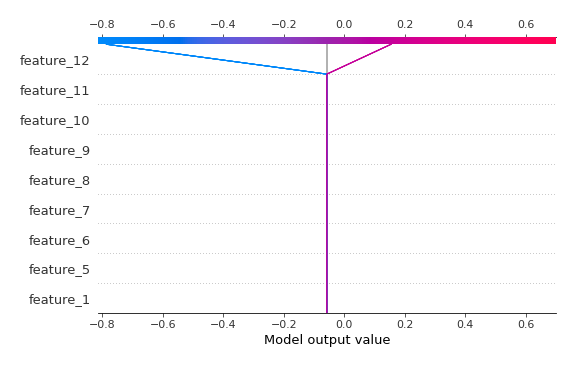 −0.8 −0.6 −0.4 −0.2 0.0 0.2 0.4 0.6
feature_12
feature_11
feature_10
feature_9
feature_8
feature_7
feature_6
feature_5
feature_1
−0.8 −0.6 −0.4 −0.2 0.0 0.2 0.4 0.6
Model output value